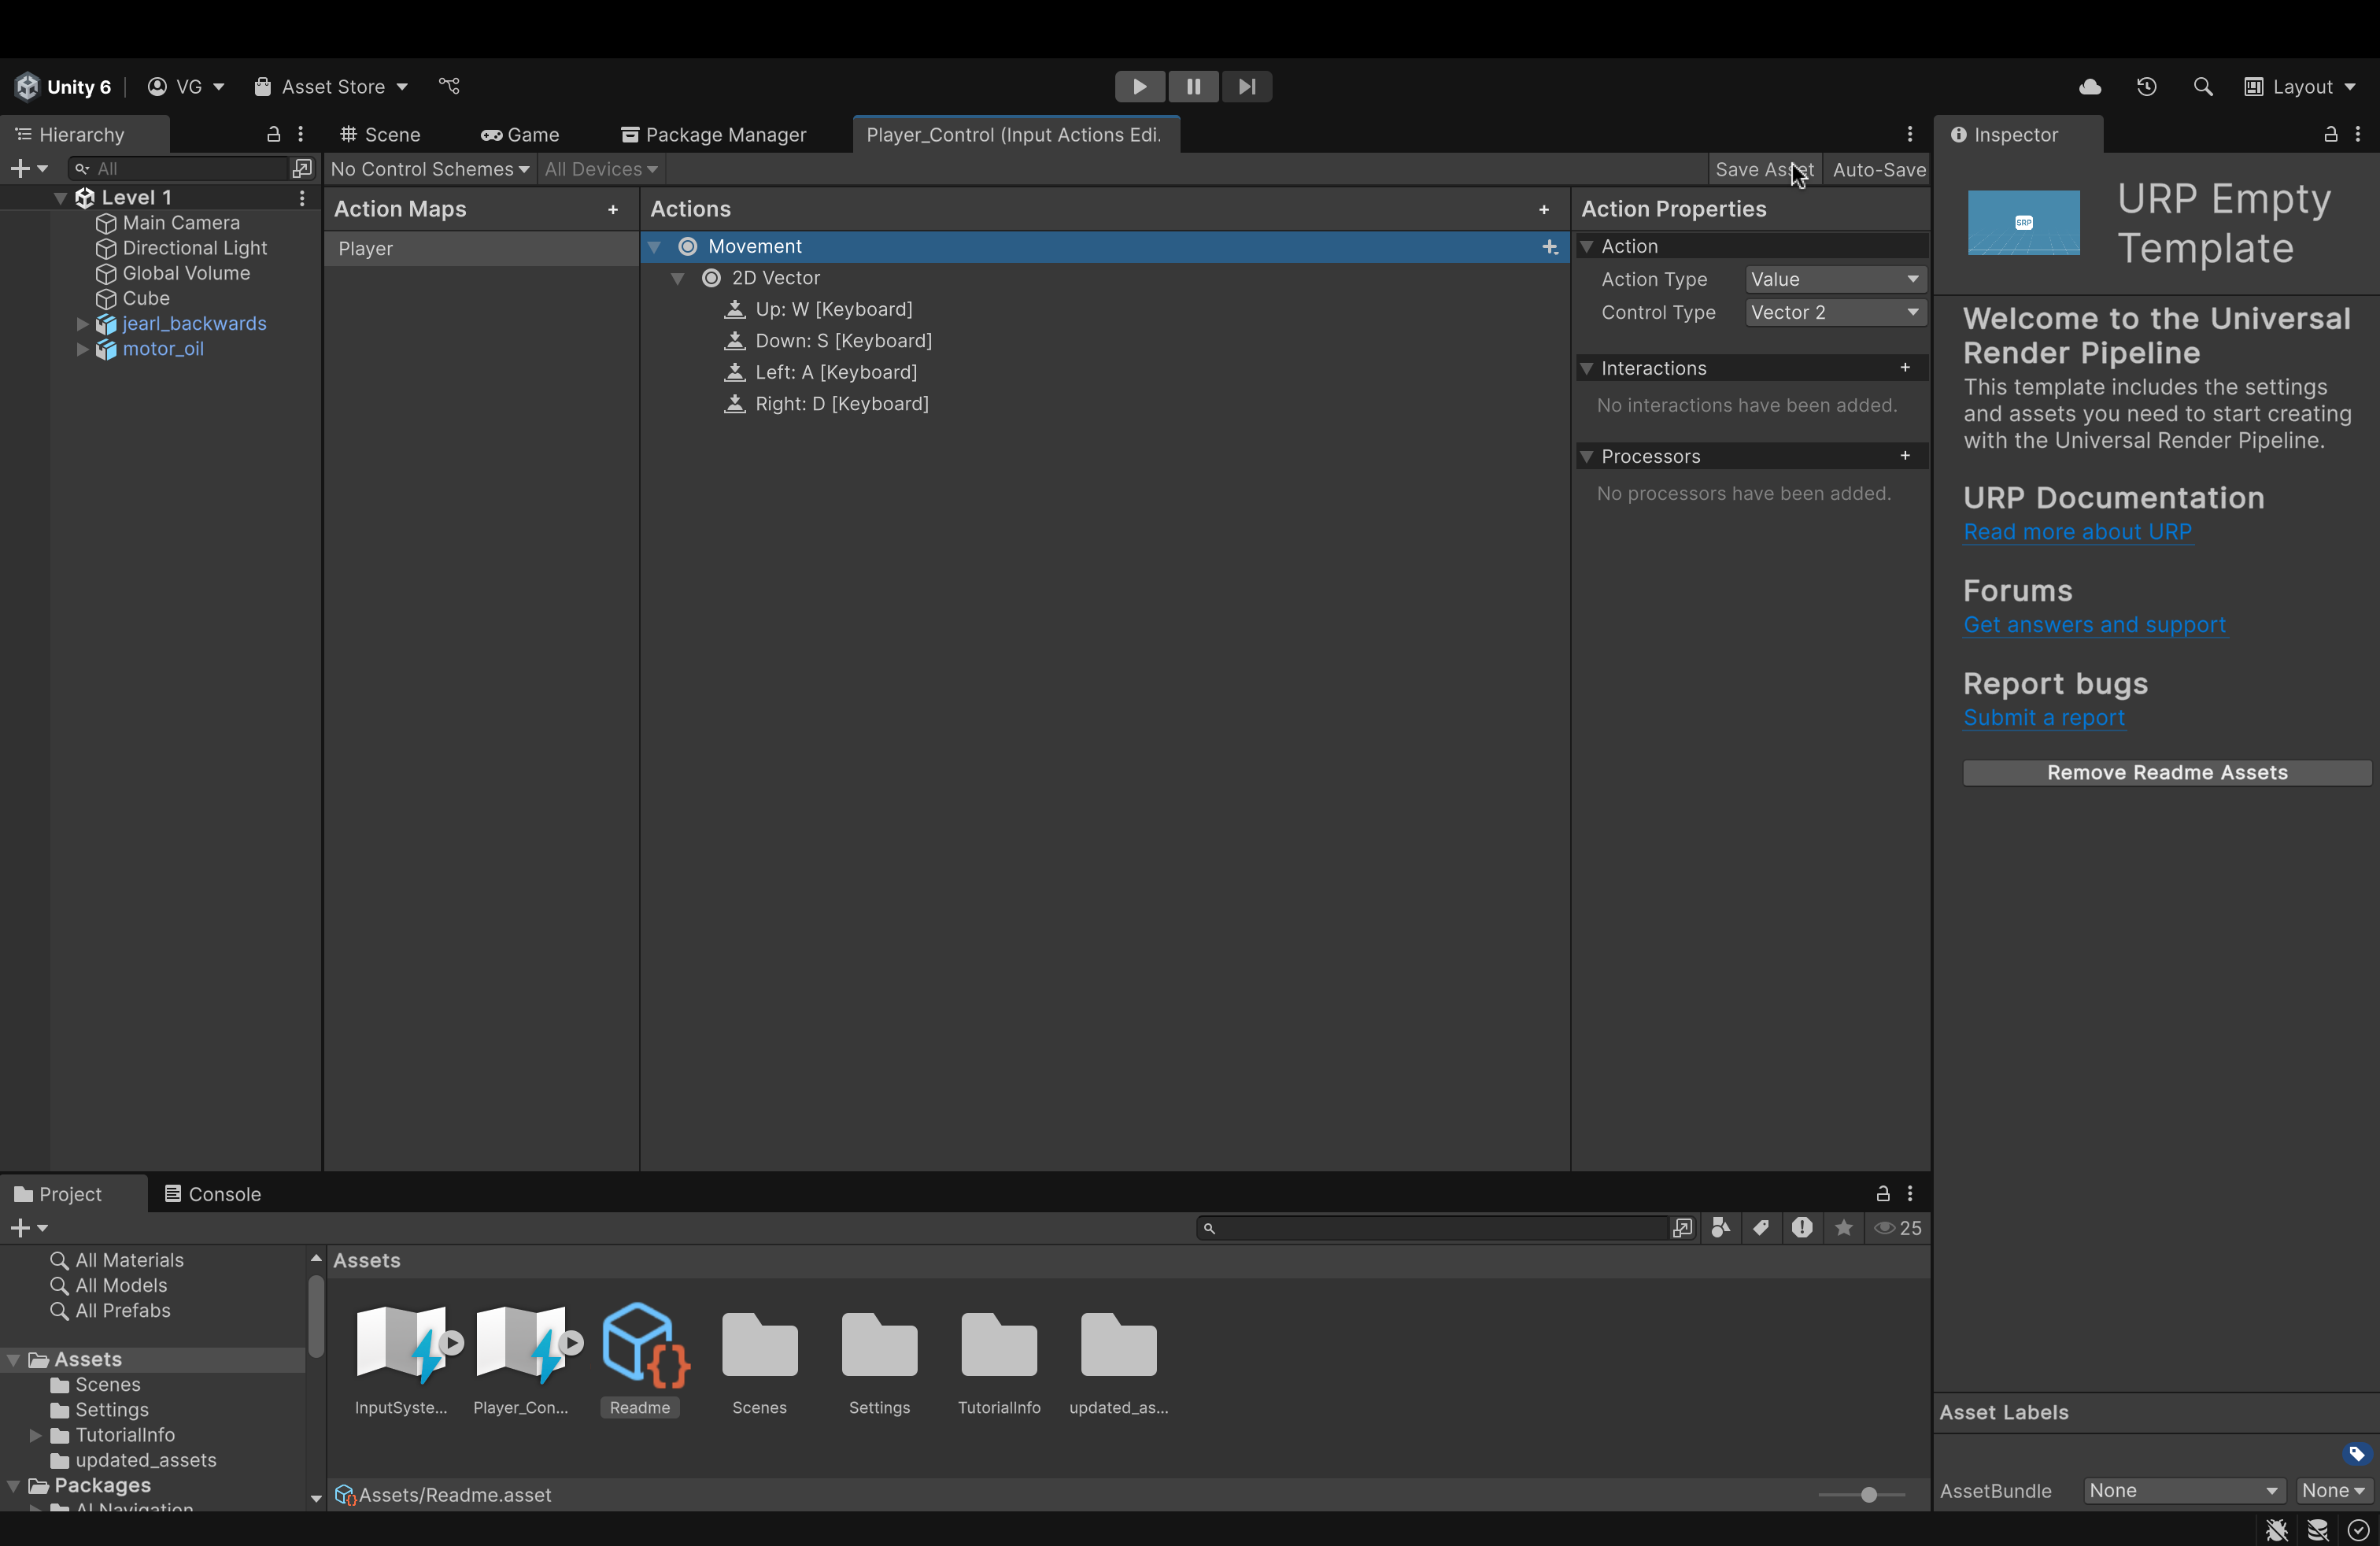 Unity 6
VG
Asset Store
Layout
Hierarchy
Scene
Game
Package Manager
Player_Control (Input Actions Edi.
Inspector
All
No Control Schemes
All Devices
Save Asset
Auto-Save
Level 1
Main Camera
Directional Light
Global Volume
Cube
jearl_backwards
motor_oil
Action Maps
Player
Actions
Movement
2D Vector
Up: W [Keyboard]
Down: S [Keyboard]
Left: A [Keyboard]
Right: D [Keyboard]
Action Properties
Action
Action Type
Value
Control Type
Vector 2
Interactions
No interactions have been added.
Processors
No processors have been added.
SRP
URP Empty
Template
Welcome to the Universal
Render Pipeline
This template includes the settings
and assets you need to start creating
with the Universal Render Pipeline.
URP Documentation
Read more about URP
Forums
Get answers and support
Report bugs
Submit a report
Remove Readme Assets
Project
Console
25
All Materials
All Models
All Prefabs
Assets
Scenes
Settings
TutorialInfo
updated_assets
Packages
AI Navigation
Assets
InputSyste...
Player_Con...
Readme
Scenes
Settings
TutorialInfo
updated_as...
Assets/Readme.asset
Asset Labels
AssetBundle
None
None